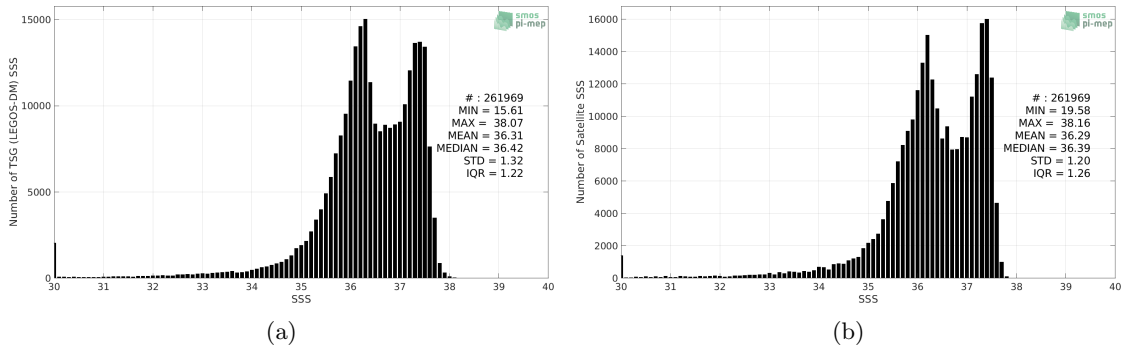 15000
10000
5000
0
Number of TSG (LEGOS-DM) SSS
30 31 32 33 34 35 36 37 38 39 40
SSS
smos
pi-mep
# : 261969
MIN = 15.61
MAX = 38.07
MEAN = 36.31
MEDIAN = 36.42
STD = 1.32
IQR = 1.22
(a)
16000
14000
12000
10000
8000
6000
4000
2000
0
Number of Satellite SSS
30 31 32 33 34 35 36 37 38 39 40
SSS
smos
pi-mep
# : 261969
MIN = 19.58
MAX = 38.16
MEAN = 36.29
MEDIAN = 36.39
STD = 1.20
IQR = 1.26
(b)